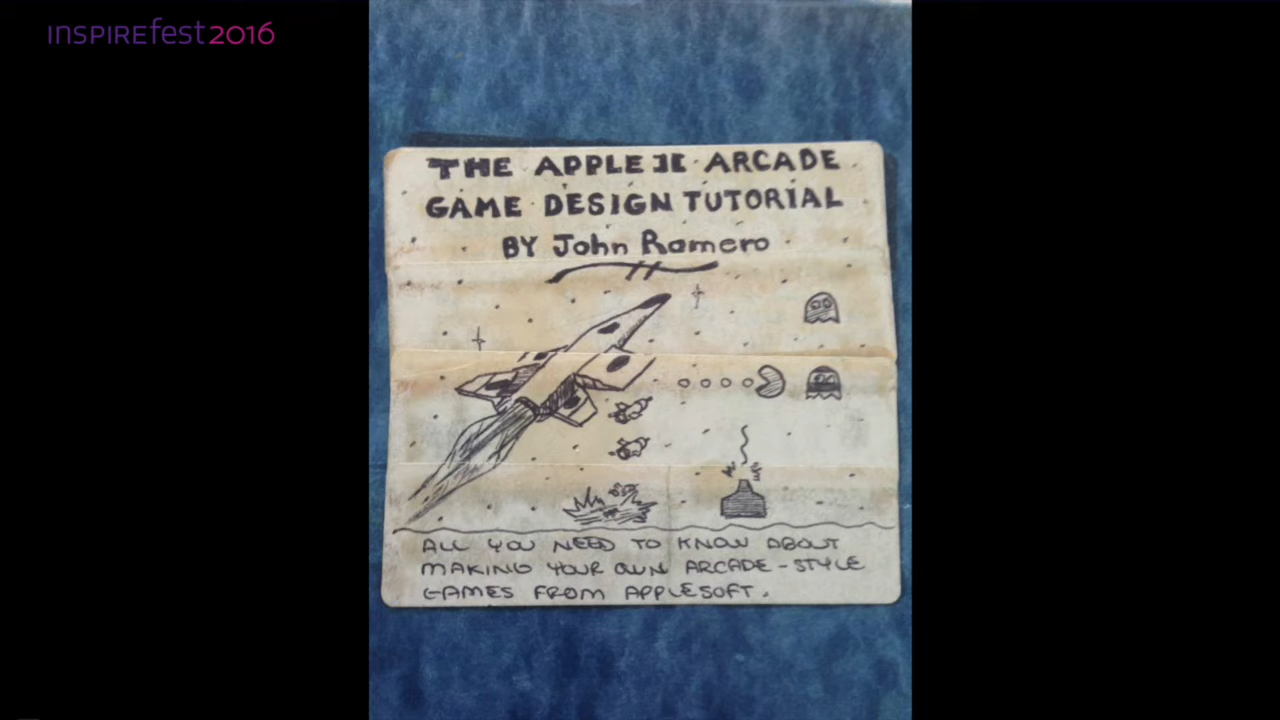 INSPIREfest2016
THE APPLE ][ ARCADE
GAME DESIGN TUTORIAL
BY John Romero
ALL YOU NEED TO KNOW ABOUT
MAKING YOUR OWN ARCADE-STYLE
GAMES FROM APPLESOFT.